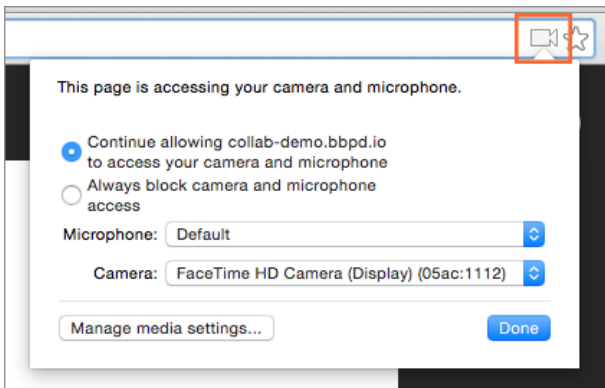 This page is accessing your camera and microphone.
Continue allowing collab-demo.bbpd.io
to access your camera and microphone
Always block camera and microphone
access
Microphone: Default
Camera: FaceTime HD Camera (Display) (05ac:1112)
Manage media settings... Done